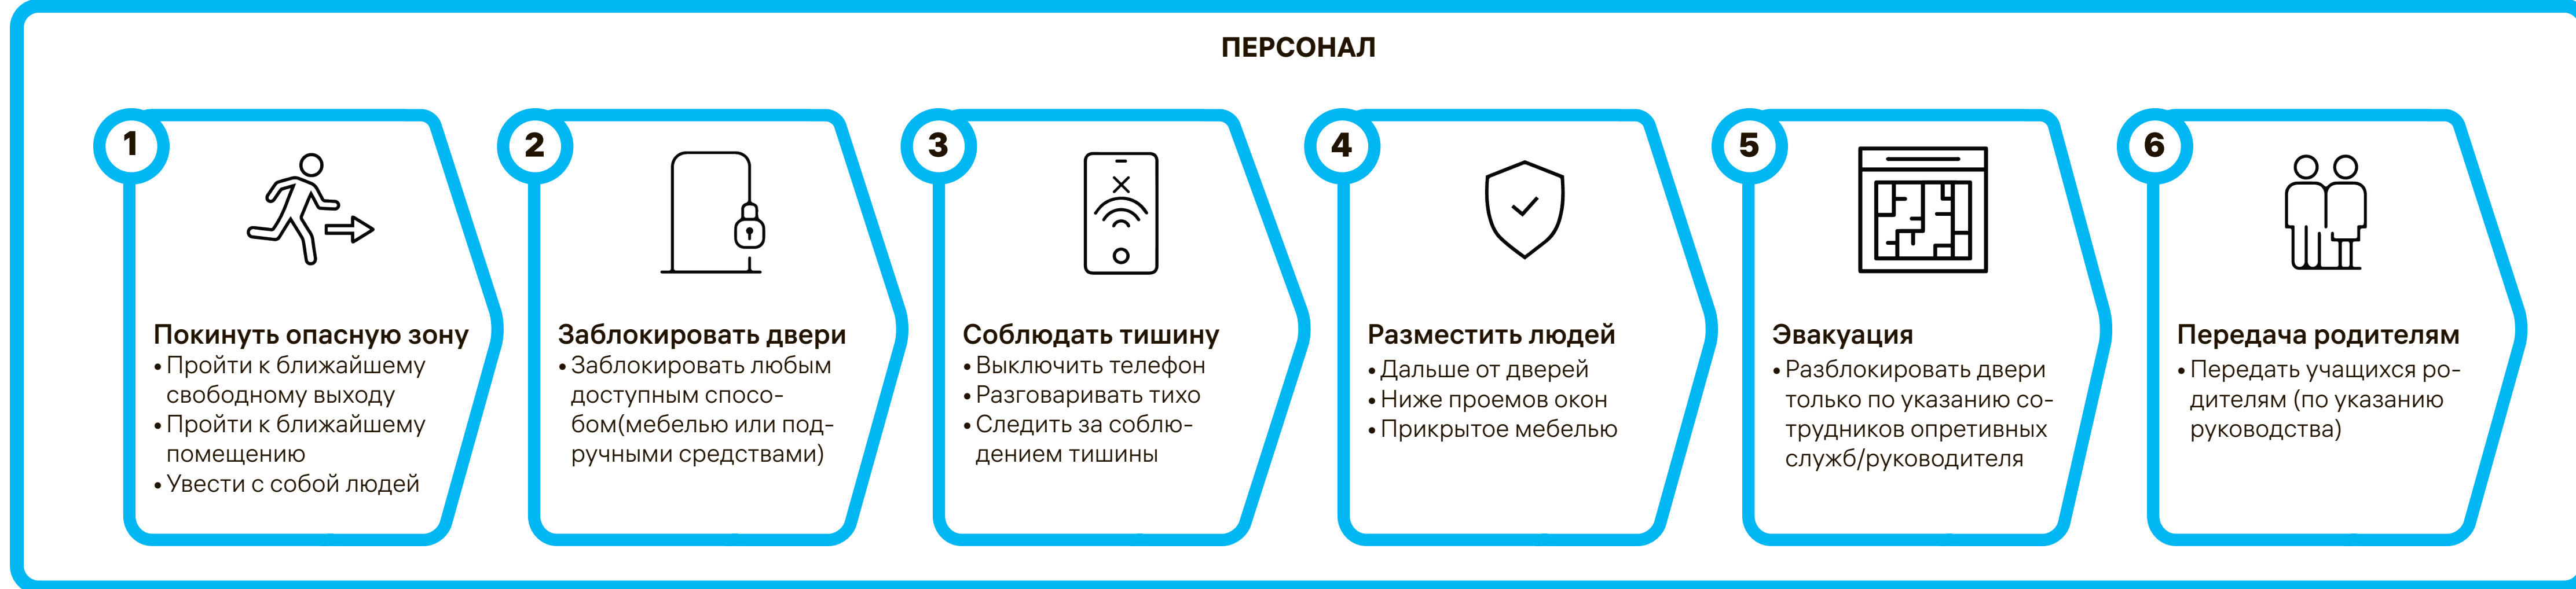 ПЕРСОНАЛ
1
Покинуть опасную зону
• Пройти к ближайшему
свободному выходу
• Пройти к ближайшему
помещению
• Увести с собой людей
2
Заблокировать двери
• Заблокировать любым
доступным спосо-
бом(мебелью или под-
ручными средствами)
3
Соблюдать тишину
• Выключить телефон
• Разговаривать тихо
• Следить за соблю-
дением тишины
4
Разместить людей
• Дальше от дверей
• Ниже проемов окон
• Прикрытое мебелью
5
Эвакуация
• Разблокировать двери
только по указанию со-
трудников опретивных
служб/руководителя
6
Передача родителям
• Передать учащихся ро-
дителям (по указанию
руководства)